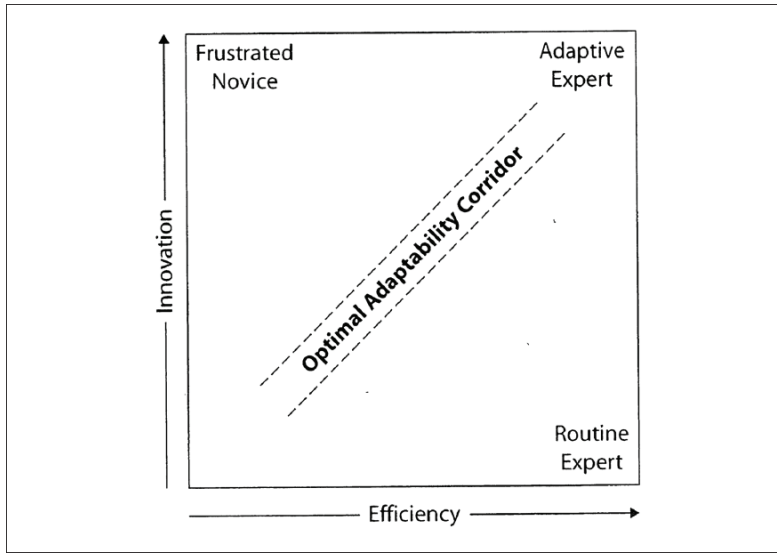 Frustrated
Novice
Adaptive
Expert
Optimal Adaptability Corridor
Innovation
Routine
Expert
Efficiency